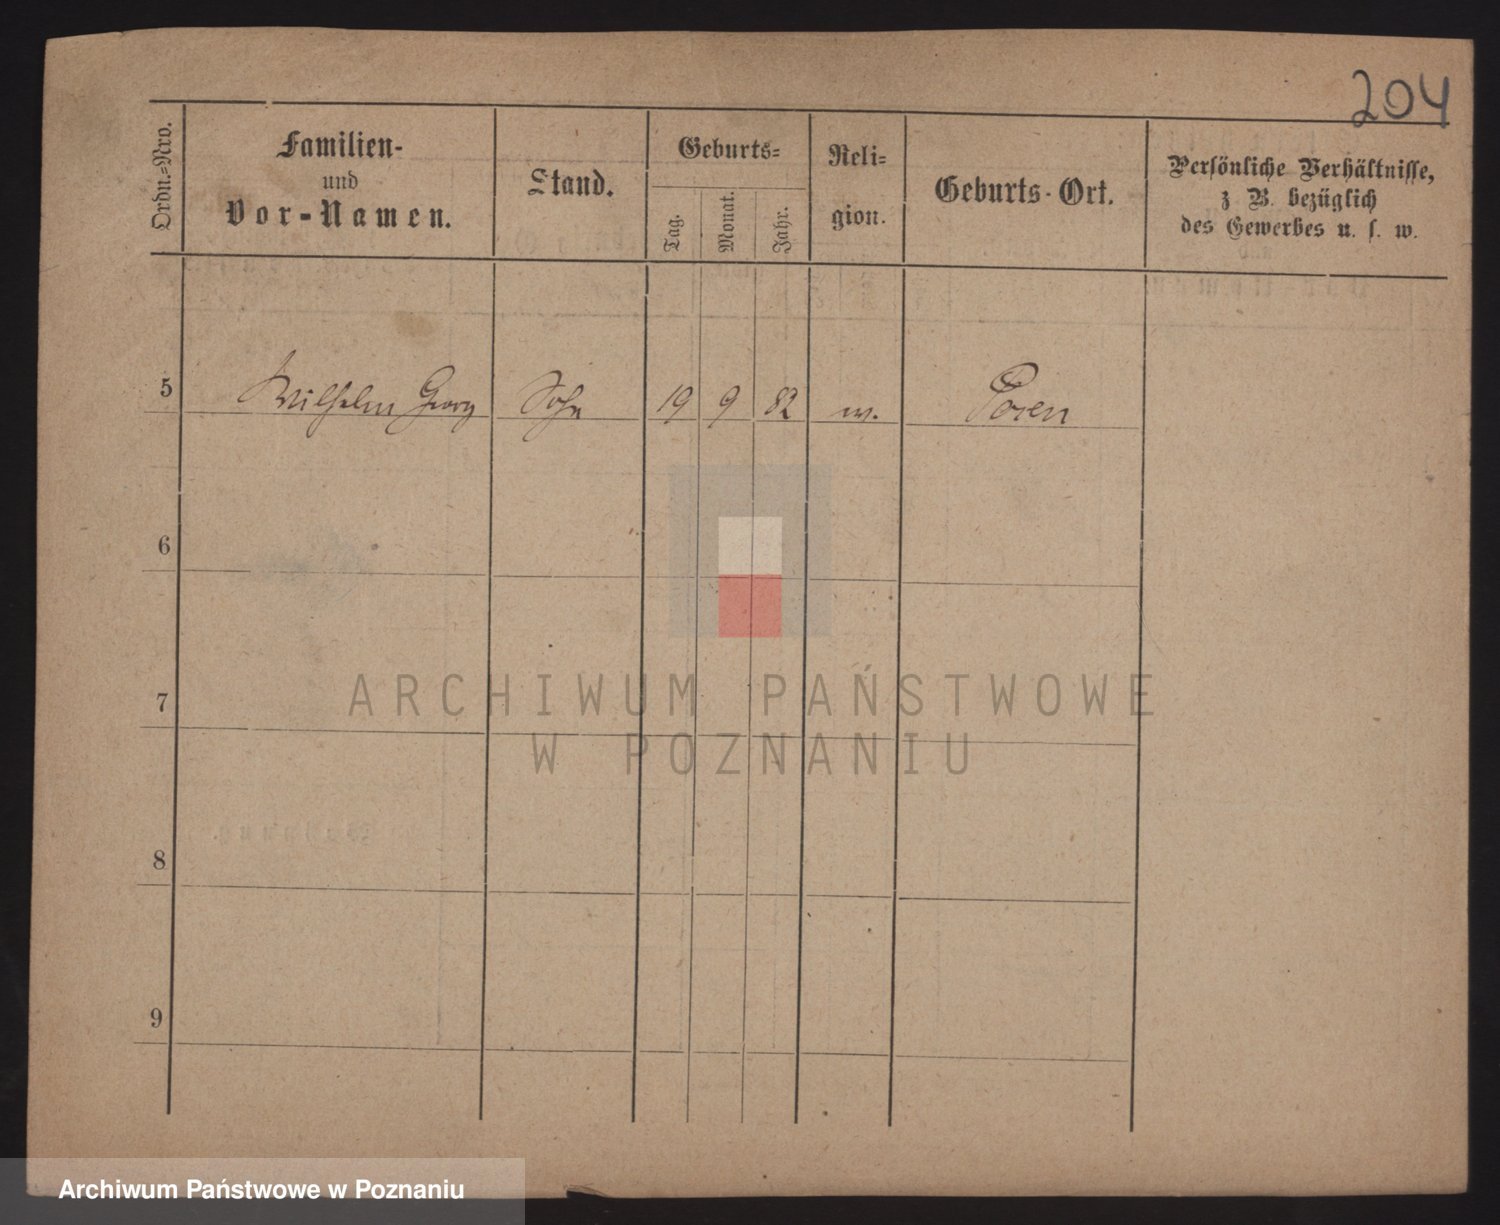 204
Ordn.-Nro.
Familien-
und
Vor-Namen.
Stand.
Geburts-
Tag.
Monat.
Jahr.
Reli-
gion.
Geburts-Ort.
Persönliche Verhältnisse,
z B. bezüglich
des Gewerbes u. s. w.
5 Wilhelm Georg Sohn 19 9 82 w. Posen
6
7
8
9
ARCHIWUM PAŃSTWOWE
W POZNANIU
Archiwum Państwowe w Poznaniu